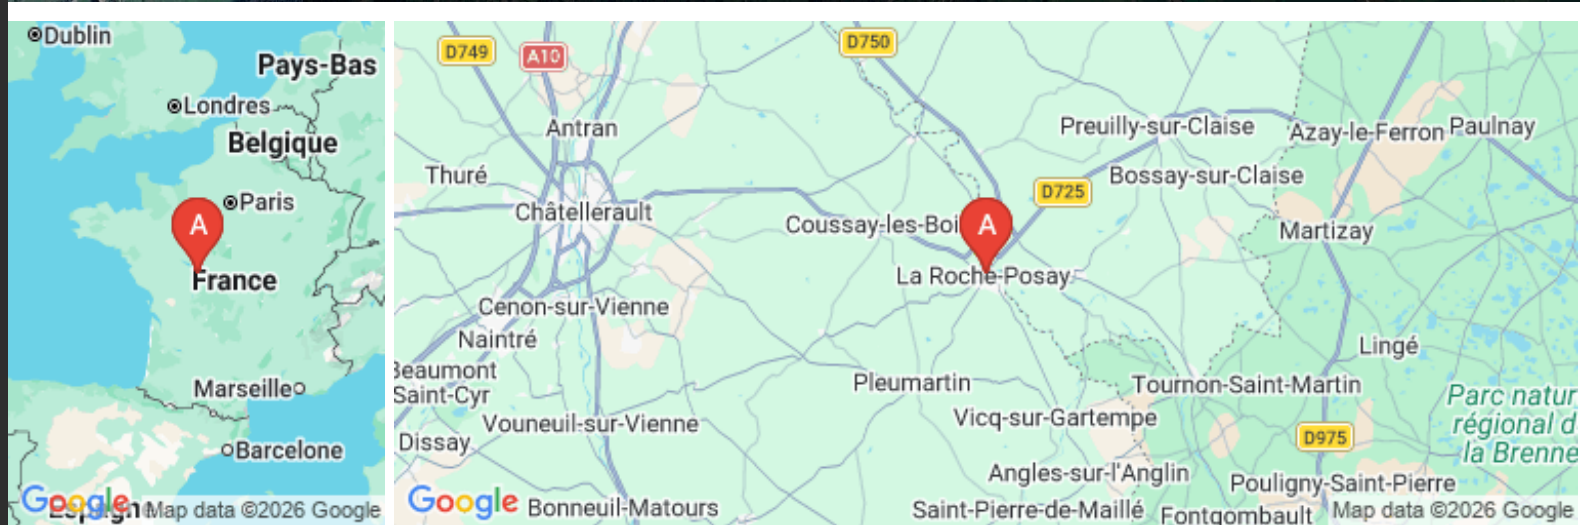 Dublin
Pays-Bas
Londres
Belgique
Paris
A
France
Marseille
Barcelone
Google
Map data ©2026 Google
D749
A10
D750
Antran
Preuilly-sur-Claise
Azay-le-Ferron
Paulnay
Thuré
Bossay-sur-Claise
D725
Châtellerault
Coussay-les-Boi
A
Martizay
La Roche-Posay
Cenon-sur-Vienne
Naintré
Lingé
Beaumont
Saint-Cyr
Pleumartin
Tournon-Saint-Martin
Parc natur
régional d
la Brenne
Vouneuil-sur-Vienne
Vicq-sur-Gartempe
Dissay
D975
Angles-sur-l'Anglin
Pouligny-Saint-Pierre
Google
Bonneuil-Matours
Saint-Pierre-de-Maillé
Fontgombault
Map data ©2026 Google